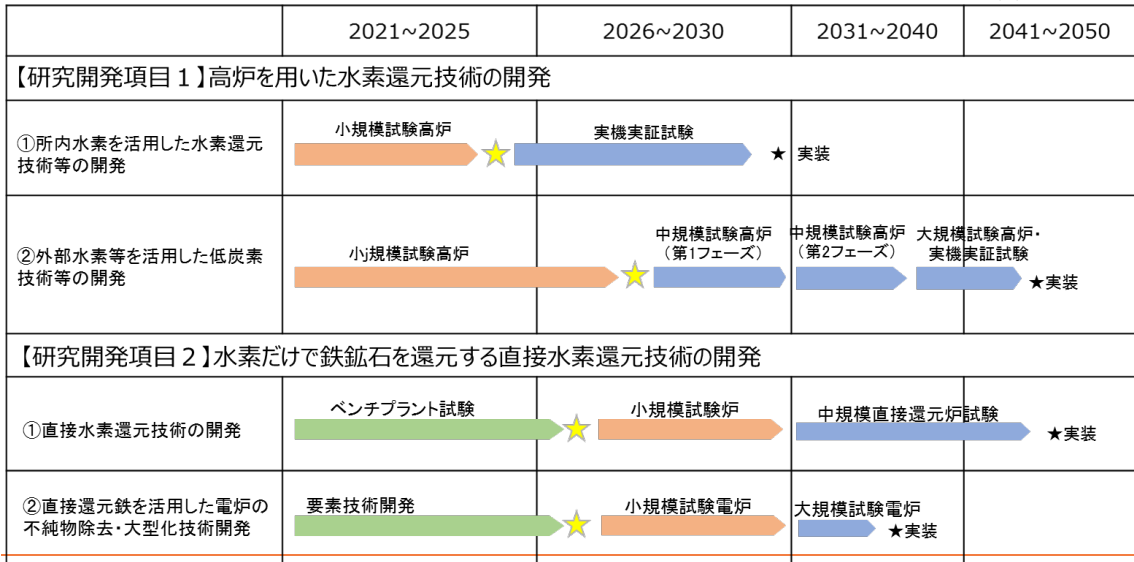 2021~2025 2026~2030 2031~2040 2041~2050
【研究開発項目１】高炉を用いた水素還元技術の開発
①所内水素を活用した水素還元
技術等の開発
小規模試験高炉
実機実証試験
★ 実装
②外部水素等を活用した低炭素
技術等の開発
小j規模試験高炉
中規模試験高炉
（第1フェーズ）
中規模試験高炉
（第2フェーズ）
大規模試験高炉・
実機実証試験
★実装
【研究開発項目２】水素だけで鉄鉱石を還元する直接水素還元技術の開発
①直接水素還元技術の開発
ベンチプラント試験
小規模試験炉
中規模直接還元炉試験
★実装
②直接還元鉄を活用した電炉の
不純物除去・大型化技術開発
要素技術開発
小規模試験電炉
大規模試験電炉
★実装